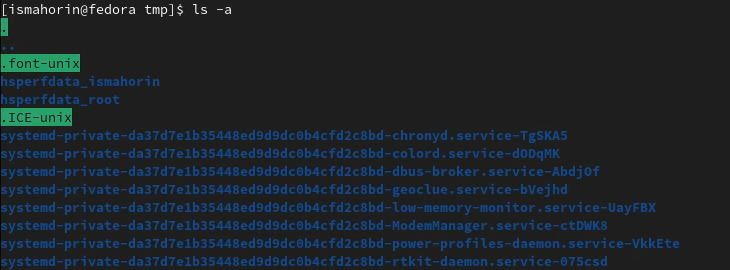 [ismahorin@fedora tmp]$ ls -a
.
..
.font-unix
hsperfdata_ismahorin
hsperfdata_root
.ICE-unix
systemd-private-da37d7e1b35448ed9d9dc0b4cfd2c8bd-chronyd.service-TgSKA5
systemd-private-da37d7e1b35448ed9d9dc0b4cfd2c8bd-colord.service-dODqMK
systemd-private-da37d7e1b35448ed9d9dc0b4cfd2c8bd-dbus-broker.service-AbdjOf
systemd-private-da37d7e1b35448ed9d9dc0b4cfd2c8bd-geoclue.service-bVejhd
systemd-private-da37d7e1b35448ed9d9dc0b4cfd2c8bd-low-memory-monitor.service-UayFBX
systemd-private-da37d7e1b35448ed9d9dc0b4cfd2c8bd-ModemManager.service-ctDWK8
systemd-private-da37d7e1b35448ed9d9dc0b4cfd2c8bd-power-profiles-daemon.service-VkkEte
systemd-private-da37d7e1b35448ed9d9dc0b4cfd2c8bd-rtkit-daemon.service-075csd